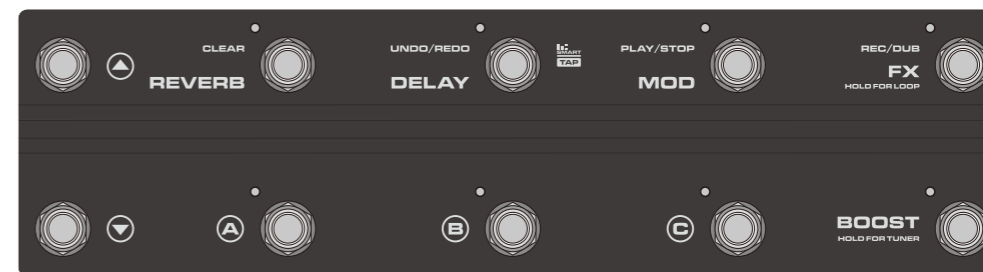 CLEAR
REVERB
UNDO/REDO
DELAY
SMART
TAP
PLAY/STOP
MOD
REC/DUB
FX
HOLD FOR LOOP
A
B
C
BOOST
HOLD FOR TUNER